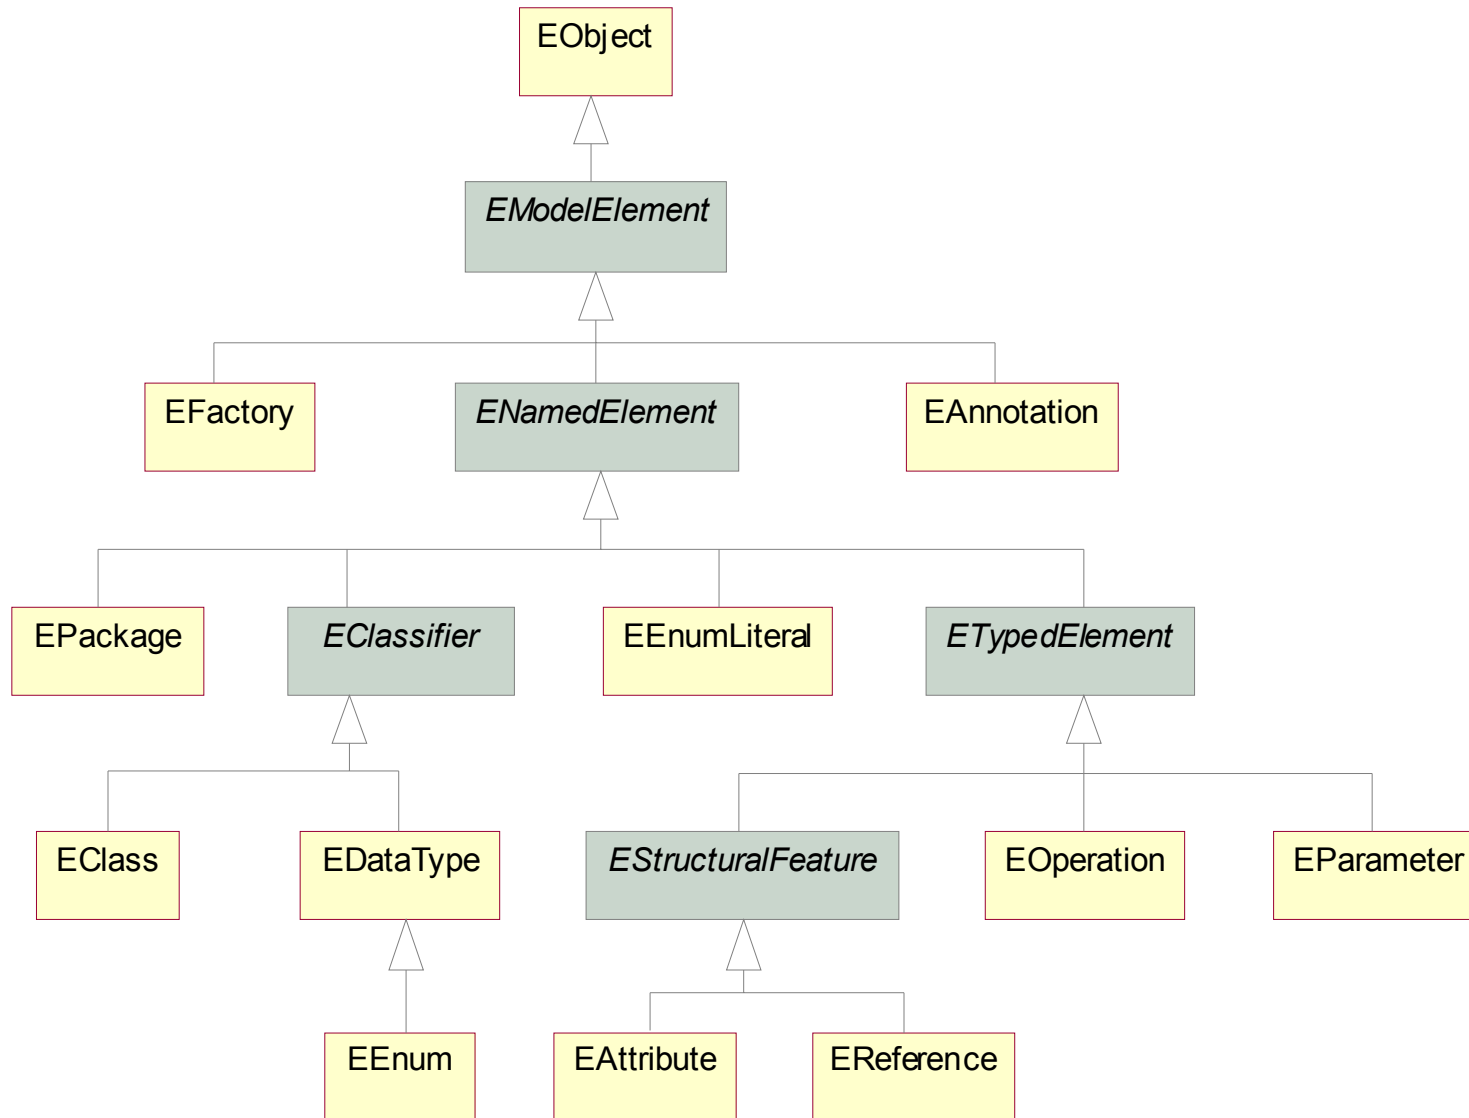 EObject
EModelElement
EFactory
ENamedElement
EAnnotation
EPackage
EClassifier
EEnumLiteral
ETypedElement
EClass
EDataType
EStructuralFeature
EOperation
EParameter
EEnum
EAttribute
EReference